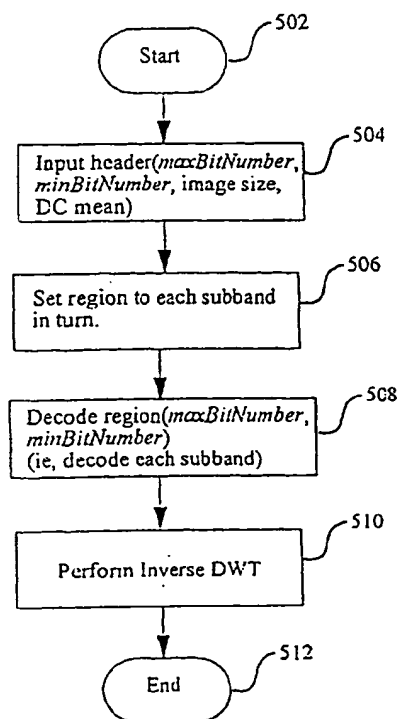 502
Start
504
Input header(maxBitNumber,
minBitNumber, image size,
DC mean)
506
Set region to each subband
in turn.
508
Decode region(maxBitNumber,
minBitNumber)
(ie, decode each subband)
510
Perform Inverse DWT
512
End